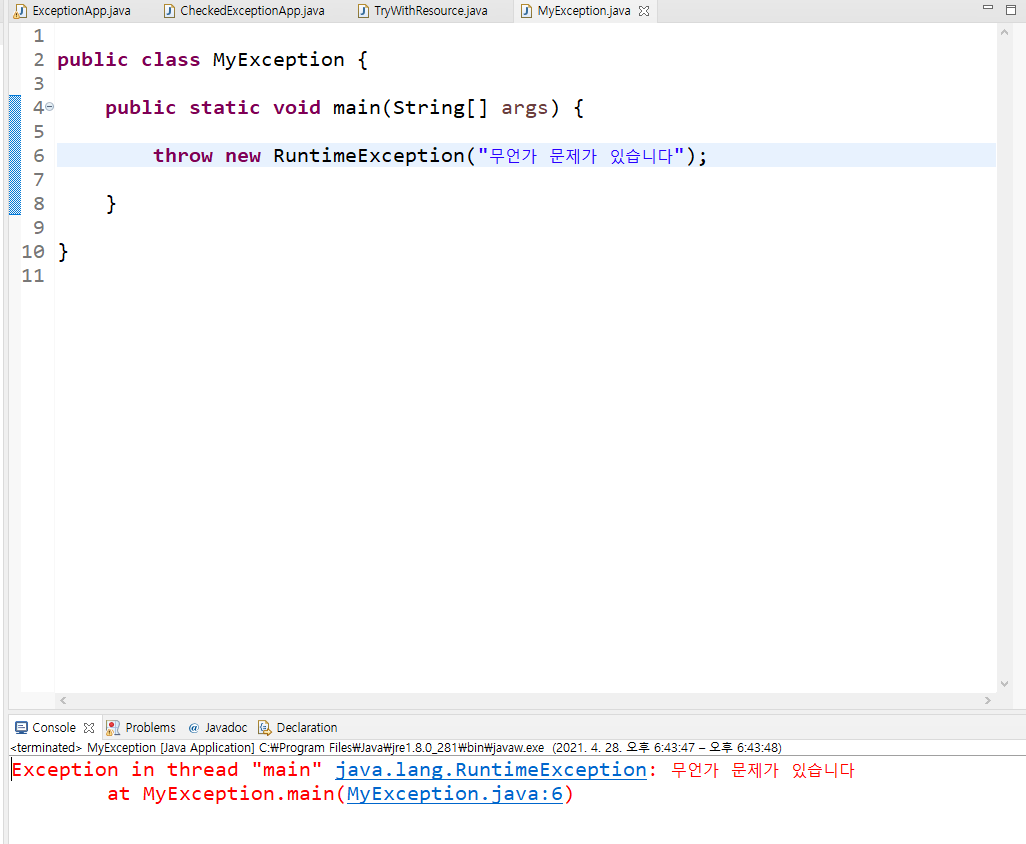 ExceptionApp.java CheckedExceptionApp.java TryWithResource.java MyException.java
1
2 public class MyException {
3
4 public static void main(String[] args) {
5
6 throw new RuntimeException("무언가 문제가 있습니다");
7
8 }
9
10 }
11
Console Problems @ Javadoc Declaration
<terminated> MyException [Java Application] C:₩Program Files₩Java₩jre1.8.0_281₩bin₩javaw.exe (2021. 4. 28. 오후 6:43:47 – 오후 6:43:48)
Exception in thread "main" java.lang.RuntimeException: 무언가 문제가 있습니다
at MyException.main(MyException.java:6)